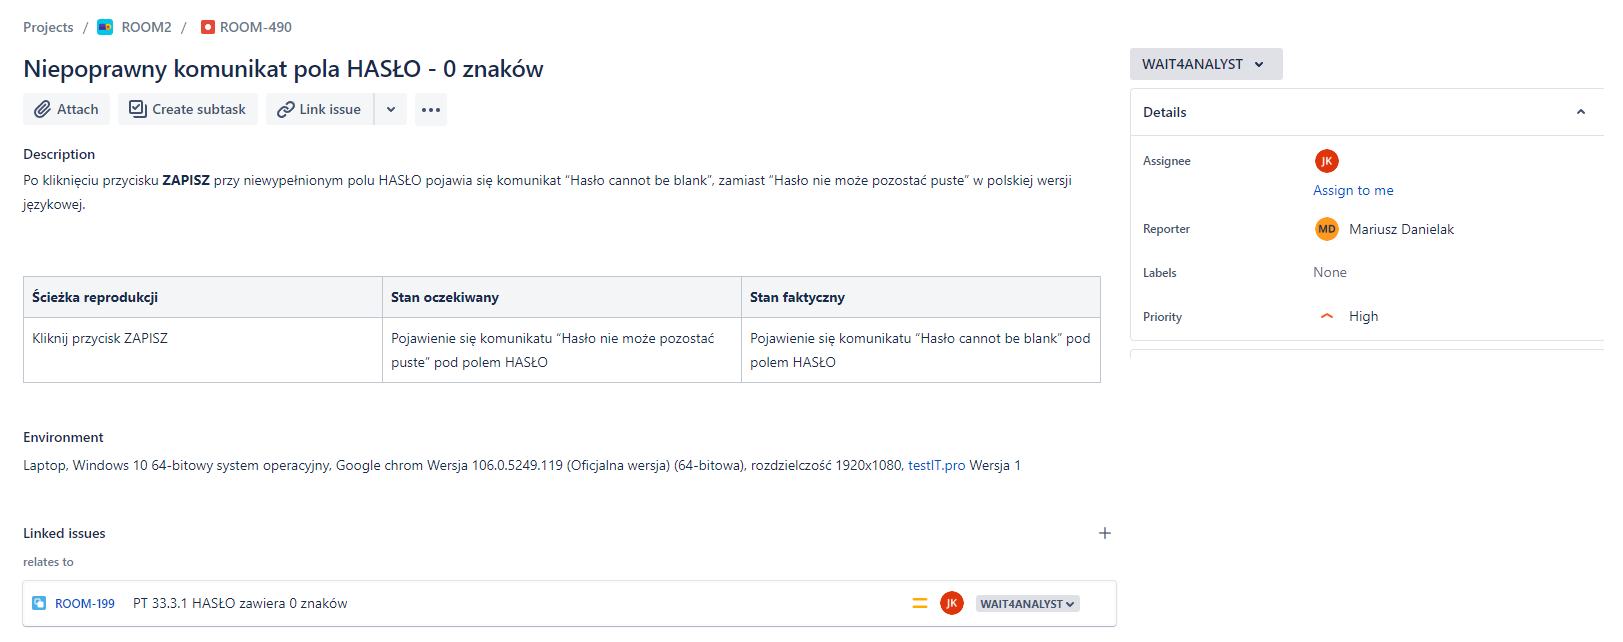 Projects / ROOM2 / ROOM-490
Niepoprawny komunikat pola HASŁO - 0 znaków
Attach Create subtask Link issue
Description
Po kliknięciu przycisku ZAPISZ przy niewypełnionym polu HASŁO pojawia się komunikat “Hasło cannot be blank”, zamiast “Hasło nie może pozostać puste” w polskiej wersji
językowej.
Ścieżka reprodukcji Stan oczekiwany Stan faktyczny
Kliknij przycisk ZAPISZ Pojawienie się komunikatu “Hasło nie może pozostać Pojawienie się komunikatu “Hasło cannot be blank” pod
puste” pod polem HASŁO polem HASŁO
Environment
Laptop, Windows 10 64-bitowy system operacyjny, Google chrom Wersja 106.0.5249.119 (Oficjalna wersja) (64-bitowa), rozdzielczość 1920x1080, testIT.pro Wersja 1
Linked issues
relates to
ROOM-199 PT 33.3.1 HASŁO zawiera 0 znaków JK WAIT4ANALYST
WAIT4ANALYST
Details
Assignee JK
Assign to me
Reporter MD Mariusz Danielak
Labels None
Priority High